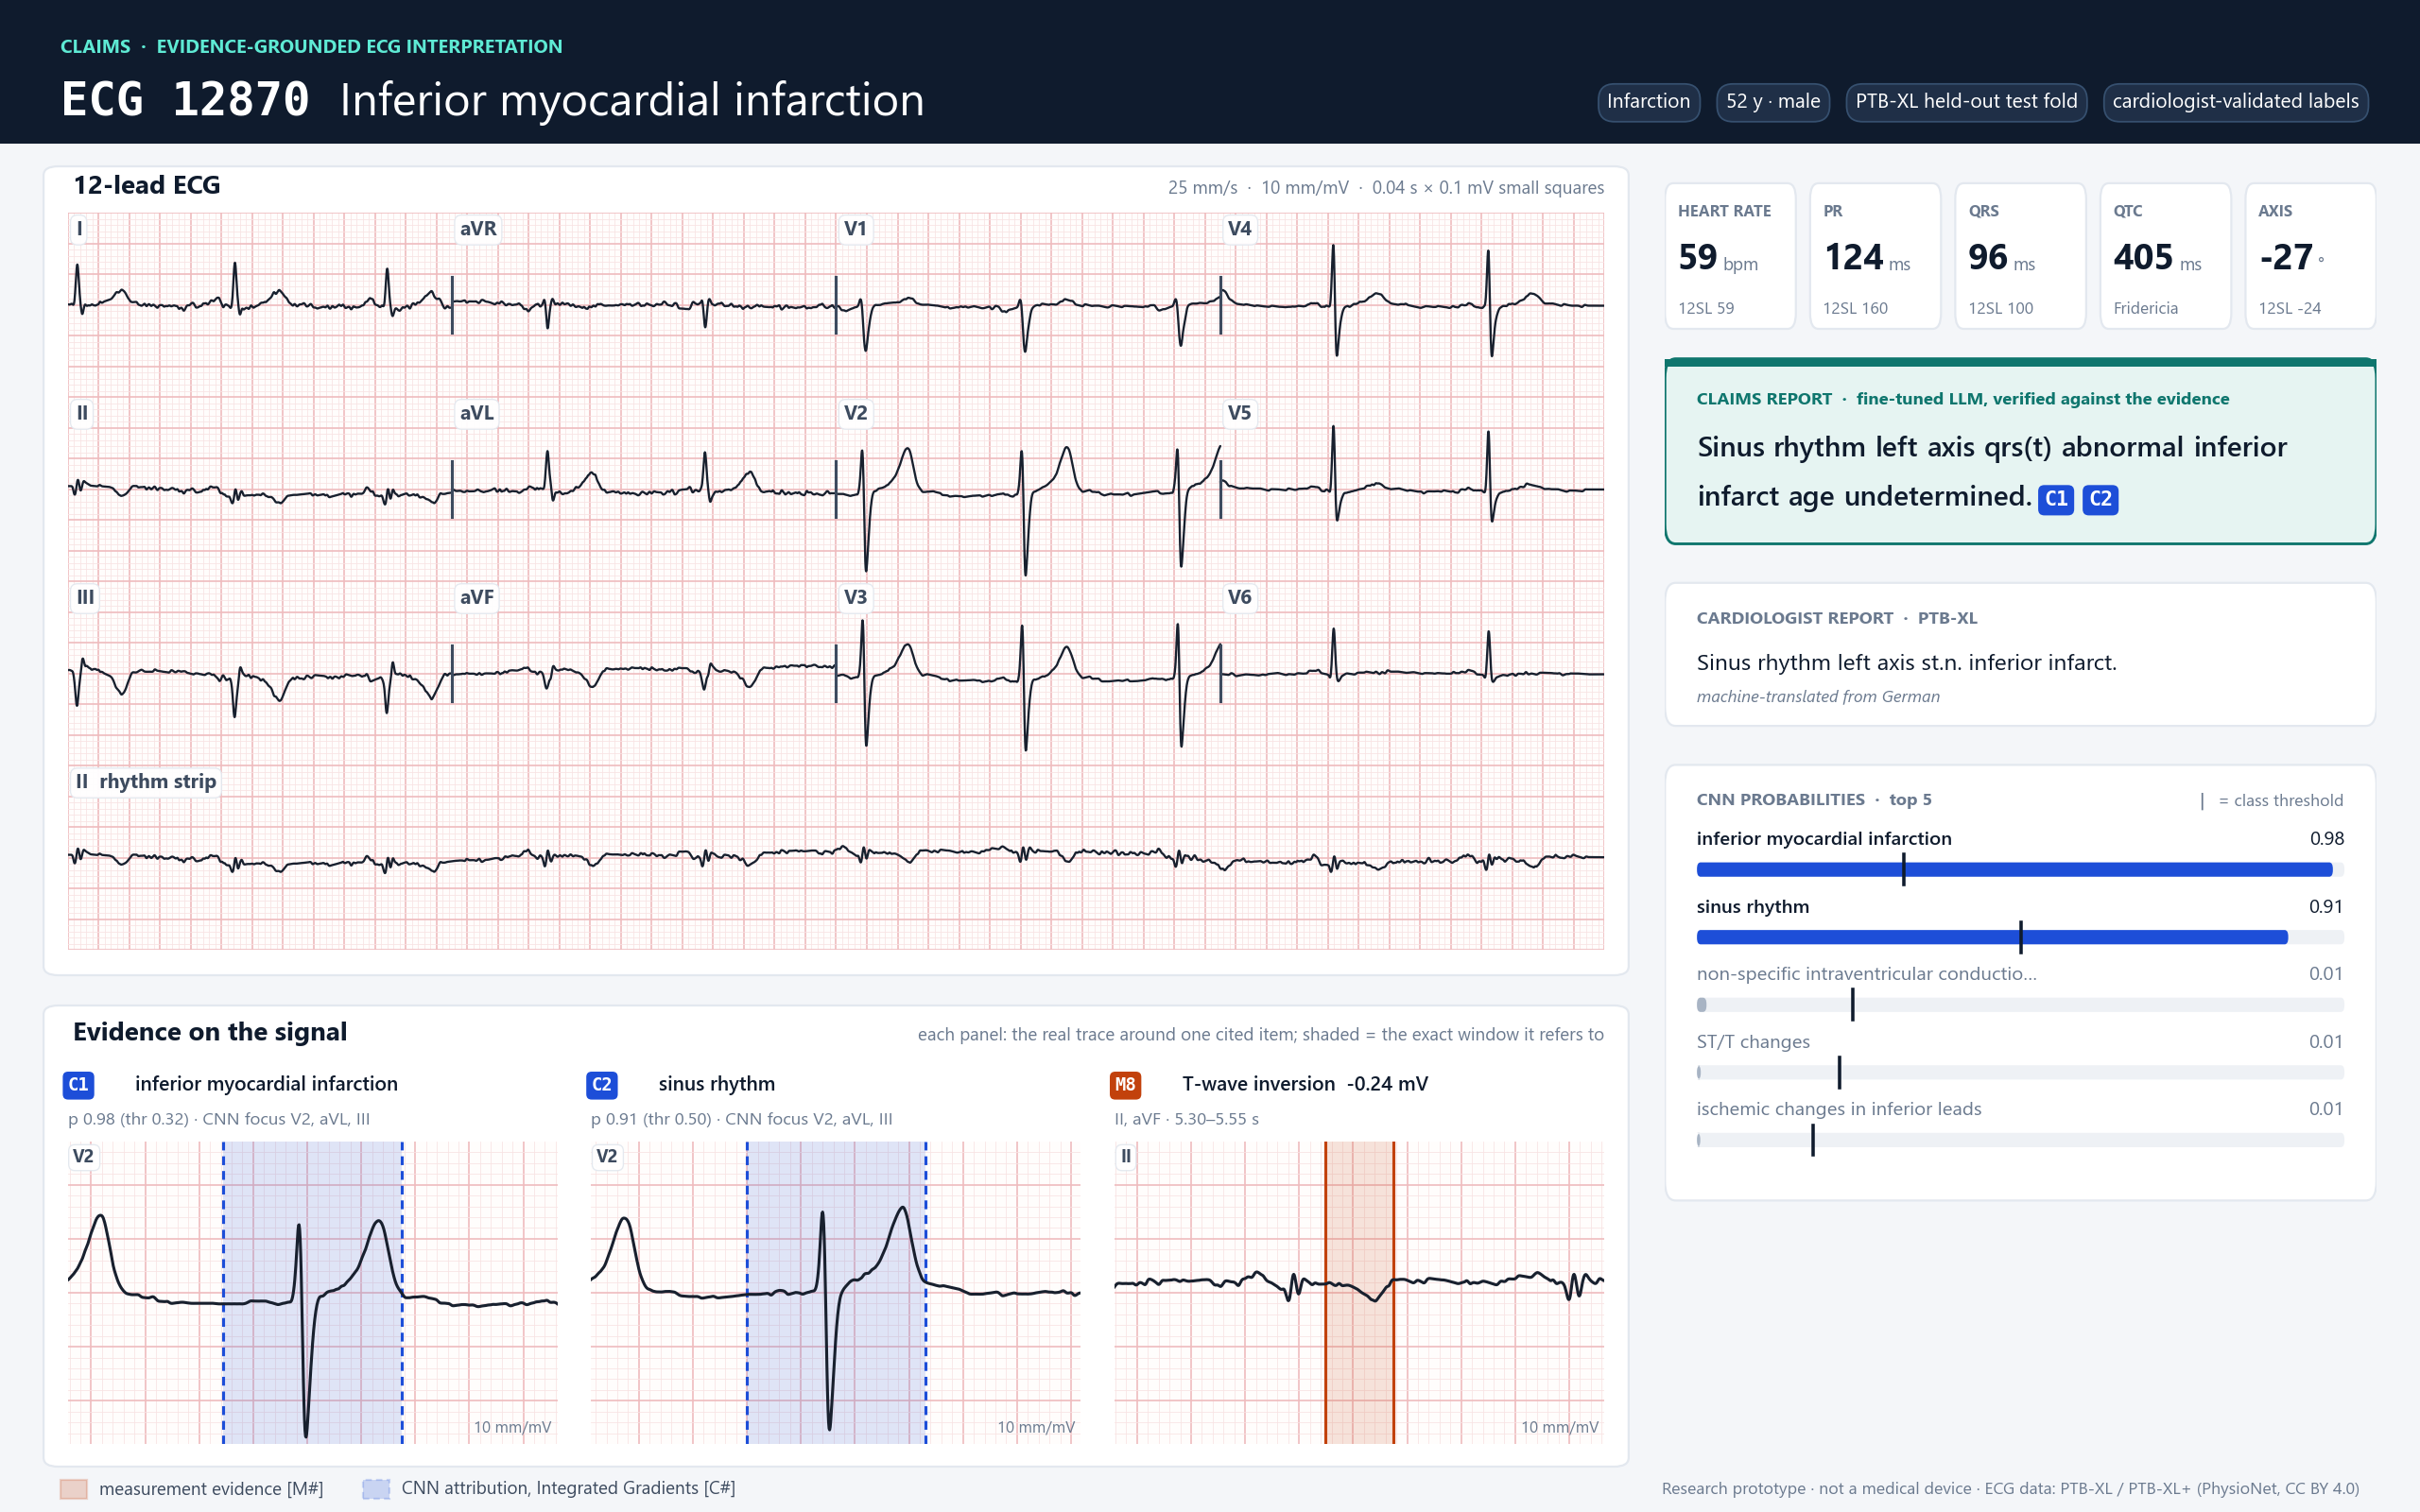 CLAIMS · EVIDENCE-GROUNDED ECG INTERPRETATION
ECG 12870 Inferior myocardial infarction
Infarction
52 y · male
PTB-XL held-out test fold
cardiologist-validated labels
12-lead ECG
25 mm/s · 10 mm/mV · 0.04 s × 0.1 mV small squares
I
aVR
V1
V4
II
aVL
V2
V5
III
aVF
V3
V6
II rhythm strip
HEART RATE
59 bpm
12SL 59
PR
124 ms
12SL 160
QRS
96 ms
12SL 100
QTC
405 ms
Fridericia
AXIS
-27 °
12SL -24
CLAIMS REPORT · fine-tuned LLM, verified against the evidence
Sinus rhythm left axis qrs(t) abnormal inferior
infarct age undetermined. C1 C2
CARDIOLOGIST REPORT · PTB-XL
Sinus rhythm left axis st.n. inferior infarct.
machine-translated from German
CNN PROBABILITIES · top 5
| = class threshold
inferior myocardial infarction 0.98
sinus rhythm 0.91
non-specific intraventricular conductio... 0.01
ST/T changes 0.01
ischemic changes in inferior leads 0.01
Evidence on the signal
each panel: the real trace around one cited item; shaded = the exact window it refers to
C1 inferior myocardial infarction
p 0.98 (thr 0.32) · CNN focus V2, aVL, III
V2
10 mm/mV
C2 sinus rhythm
p 0.91 (thr 0.50) · CNN focus V2, aVL, III
V2
10 mm/mV
M8 T-wave inversion -0.24 mV
II, aVF · 5.30–5.55 s
II
10 mm/mV
measurement evidence [M#]
CNN attribution, Integrated Gradients [C#]
Research prototype · not a medical device · ECG data: PTB-XL / PTB-XL+ (PhysioNet, CC BY 4.0)